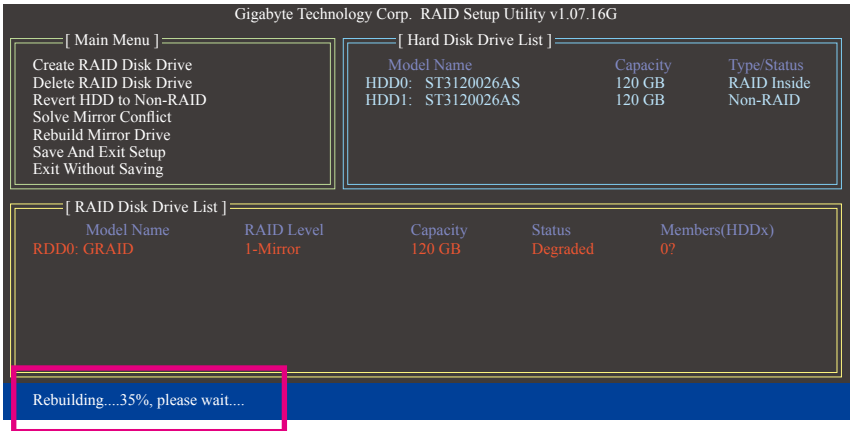 Gigabyte Technology Corp. RAID Setup Utility v1.07.16G
[ Main Menu ]
Create RAID Disk Drive
Delete RAID Disk Drive
Revert HDD to Non-RAID
Solve Mirror Conflict
Rebuild Mirror Drive
Save And Exit Setup
Exit Without Saving
[ Hard Disk Drive List ]
Model Name Capacity Type/Status
HDD0: ST3120026AS 120 GB RAID Inside
HDD1: ST3120026AS 120 GB Non-RAID
[ RAID Disk Drive List ]
Model Name RAID Level Capacity Status Members(HDDx)
RDD0: GRAID 1-Mirror 120 GB Degraded 0?
Rebuilding....35%, please wait....